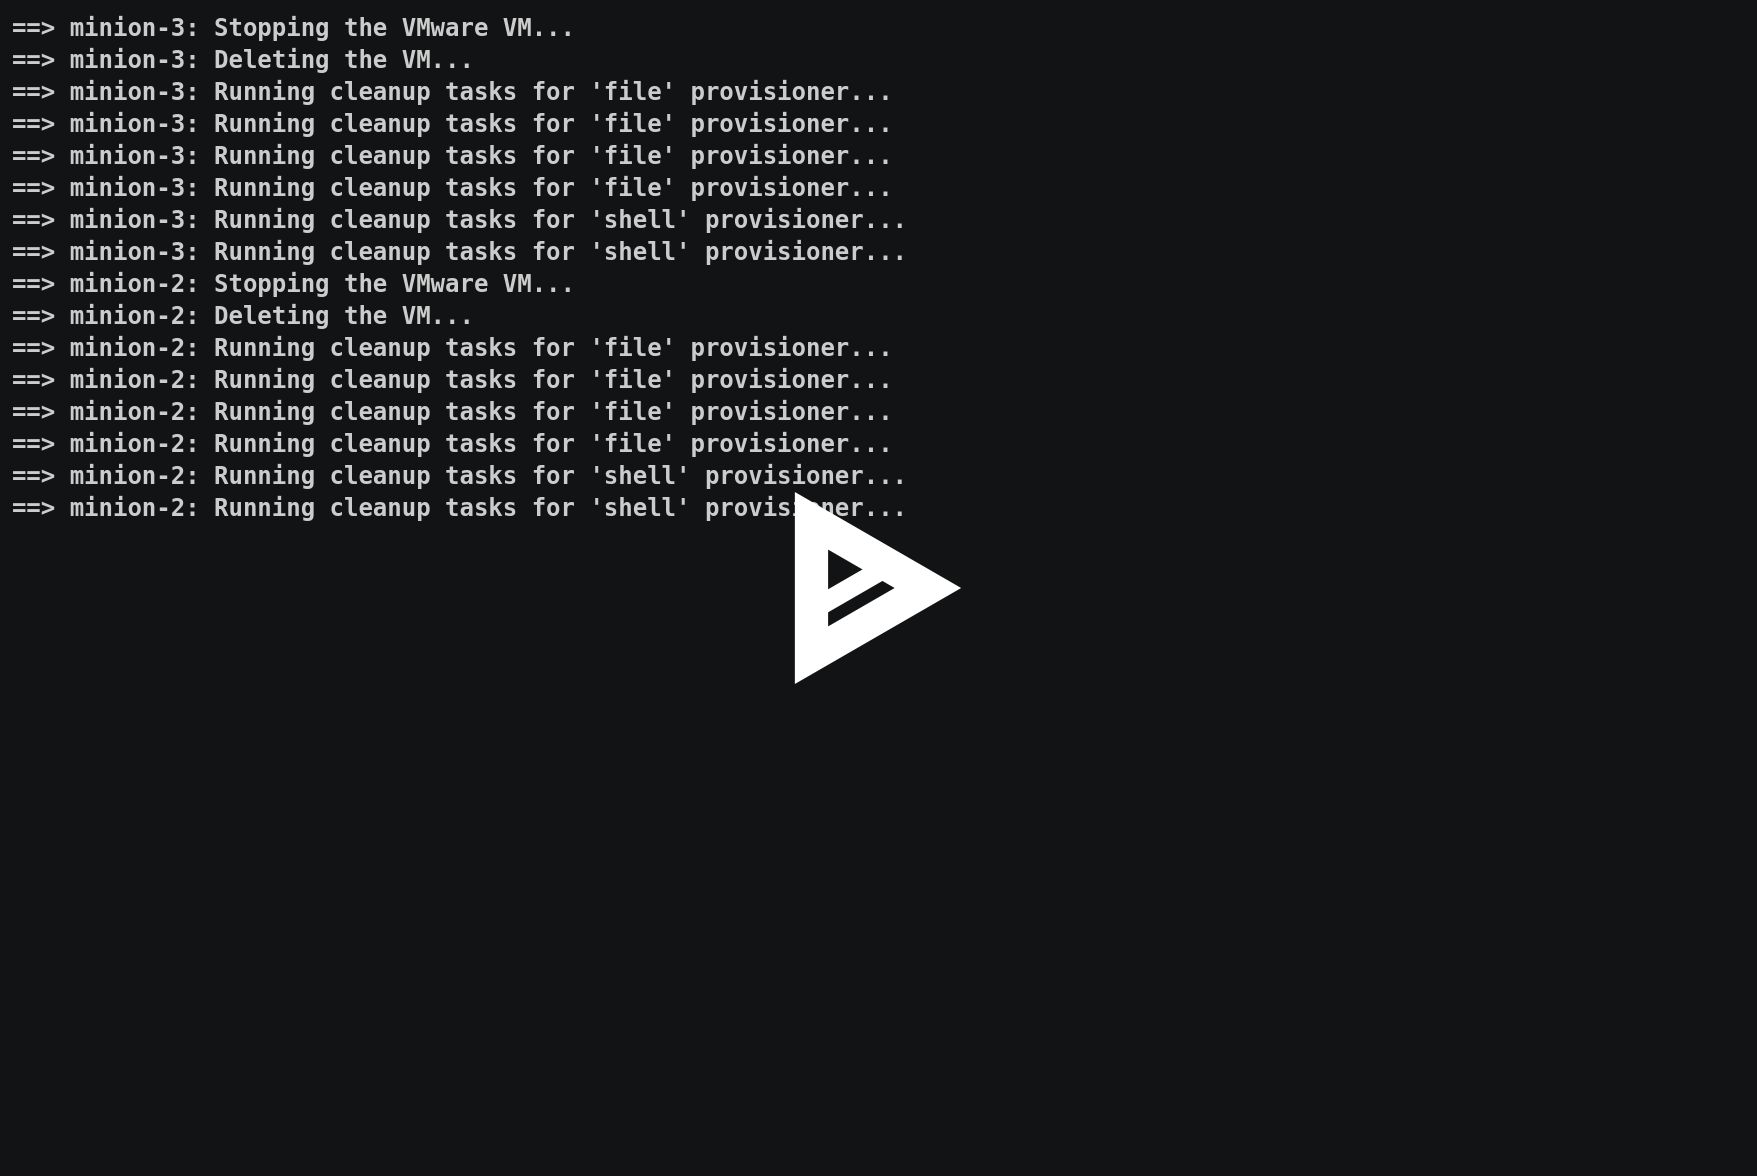 ==> minion-3: Stopping the VMware VM...
==> minion-3: Deleting the VM...
==> minion-3: Running cleanup tasks for 'file' provisioner...
==> minion-3: Running cleanup tasks for 'file' provisioner...
==> minion-3: Running cleanup tasks for 'file' provisioner...
==> minion-3: Running cleanup tasks for 'file' provisioner...
==> minion-3: Running cleanup tasks for 'shell' provisioner...
==> minion-3: Running cleanup tasks for 'shell' provisioner...
==> minion-2: Stopping the VMware VM...
==> minion-2: Deleting the VM...
==> minion-2: Running cleanup tasks for 'file' provisioner...
==> minion-2: Running cleanup tasks for 'file' provisioner...
==> minion-2: Running cleanup tasks for 'file' provisioner...
==> minion-2: Running cleanup tasks for 'file' provisioner...
==> minion-2: Running cleanup tasks for 'shell' provisioner...
==> minion-2: Running cleanup tasks for 'shell' provisioner...